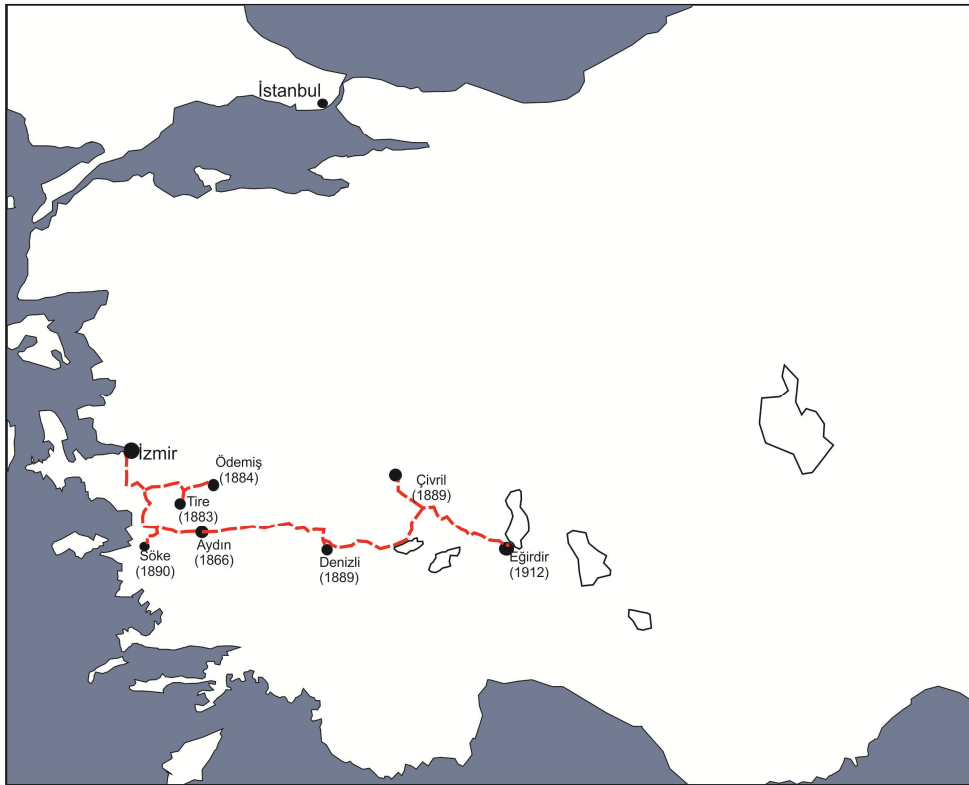 İstanbul
İzmir
Ödemiş
(1884)
Tire
(1883)
Çivril
(1889)
Söke
(1890)
Aydın
(1866)
Denizli
(1889)
Eğirdir
(1912)